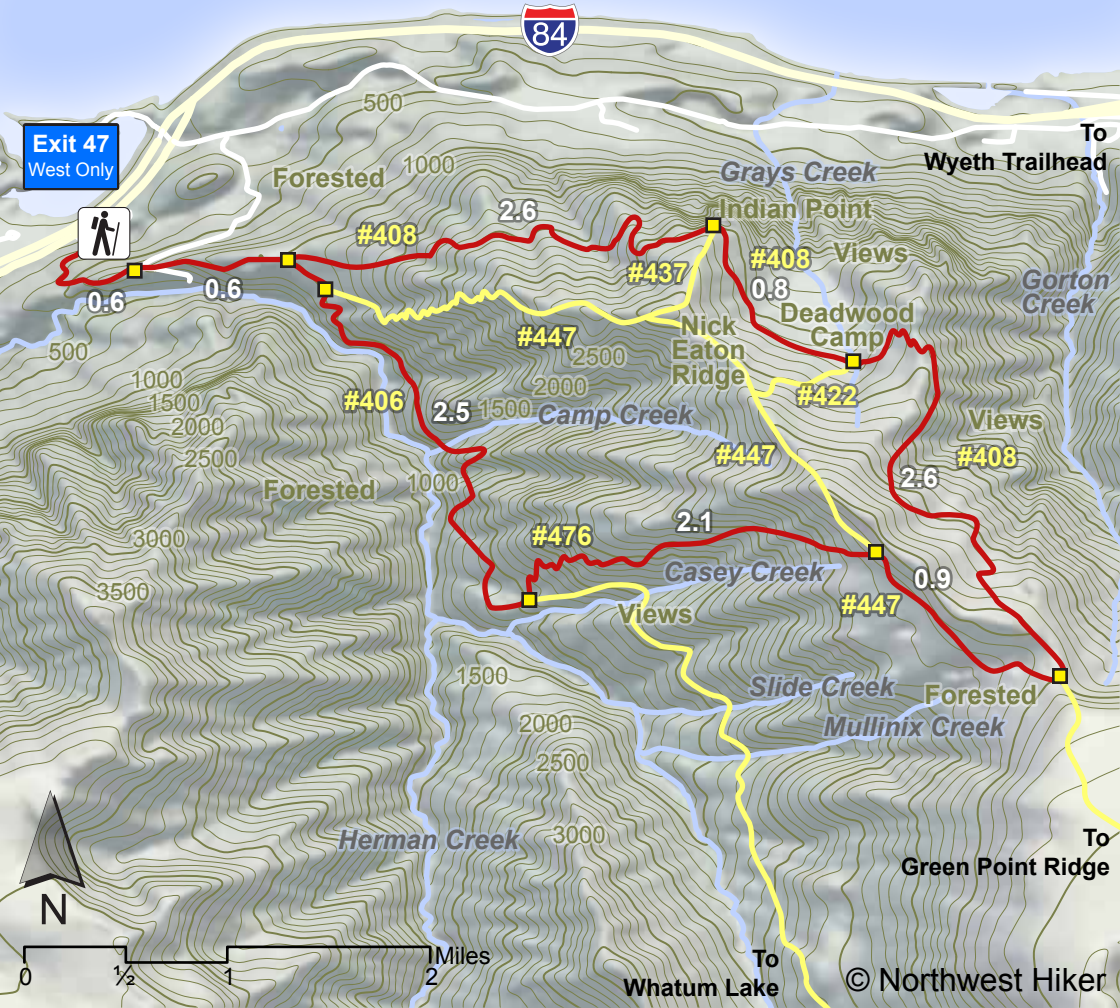 84
Exit 47
West Only
500
To
Wyeth Trailhead
Forested
1000
Grays Creek
2.6
Indian Point
#408
#408
Views
#437
0.8
Gorton
Creek
0.6
0.6
Deadwood
Camp
#447
Nick
Eaton
Ridge
500
2500
1000
2000
#422
1500
#406
2.5
1500
Camp Creek
Views
2000
#447
#408
2500
2.6
Forested
1000
2.1
3000
#476
Casey Creek
0.9
3500
#447
Views
1500
Slide Creek
Forested
2000
Mullinix Creek
2500
Herman Creek
3000
To
Green Point Ridge
N
Miles
0
½
1
2
To
Whatum Lake
© Northwest Hiker